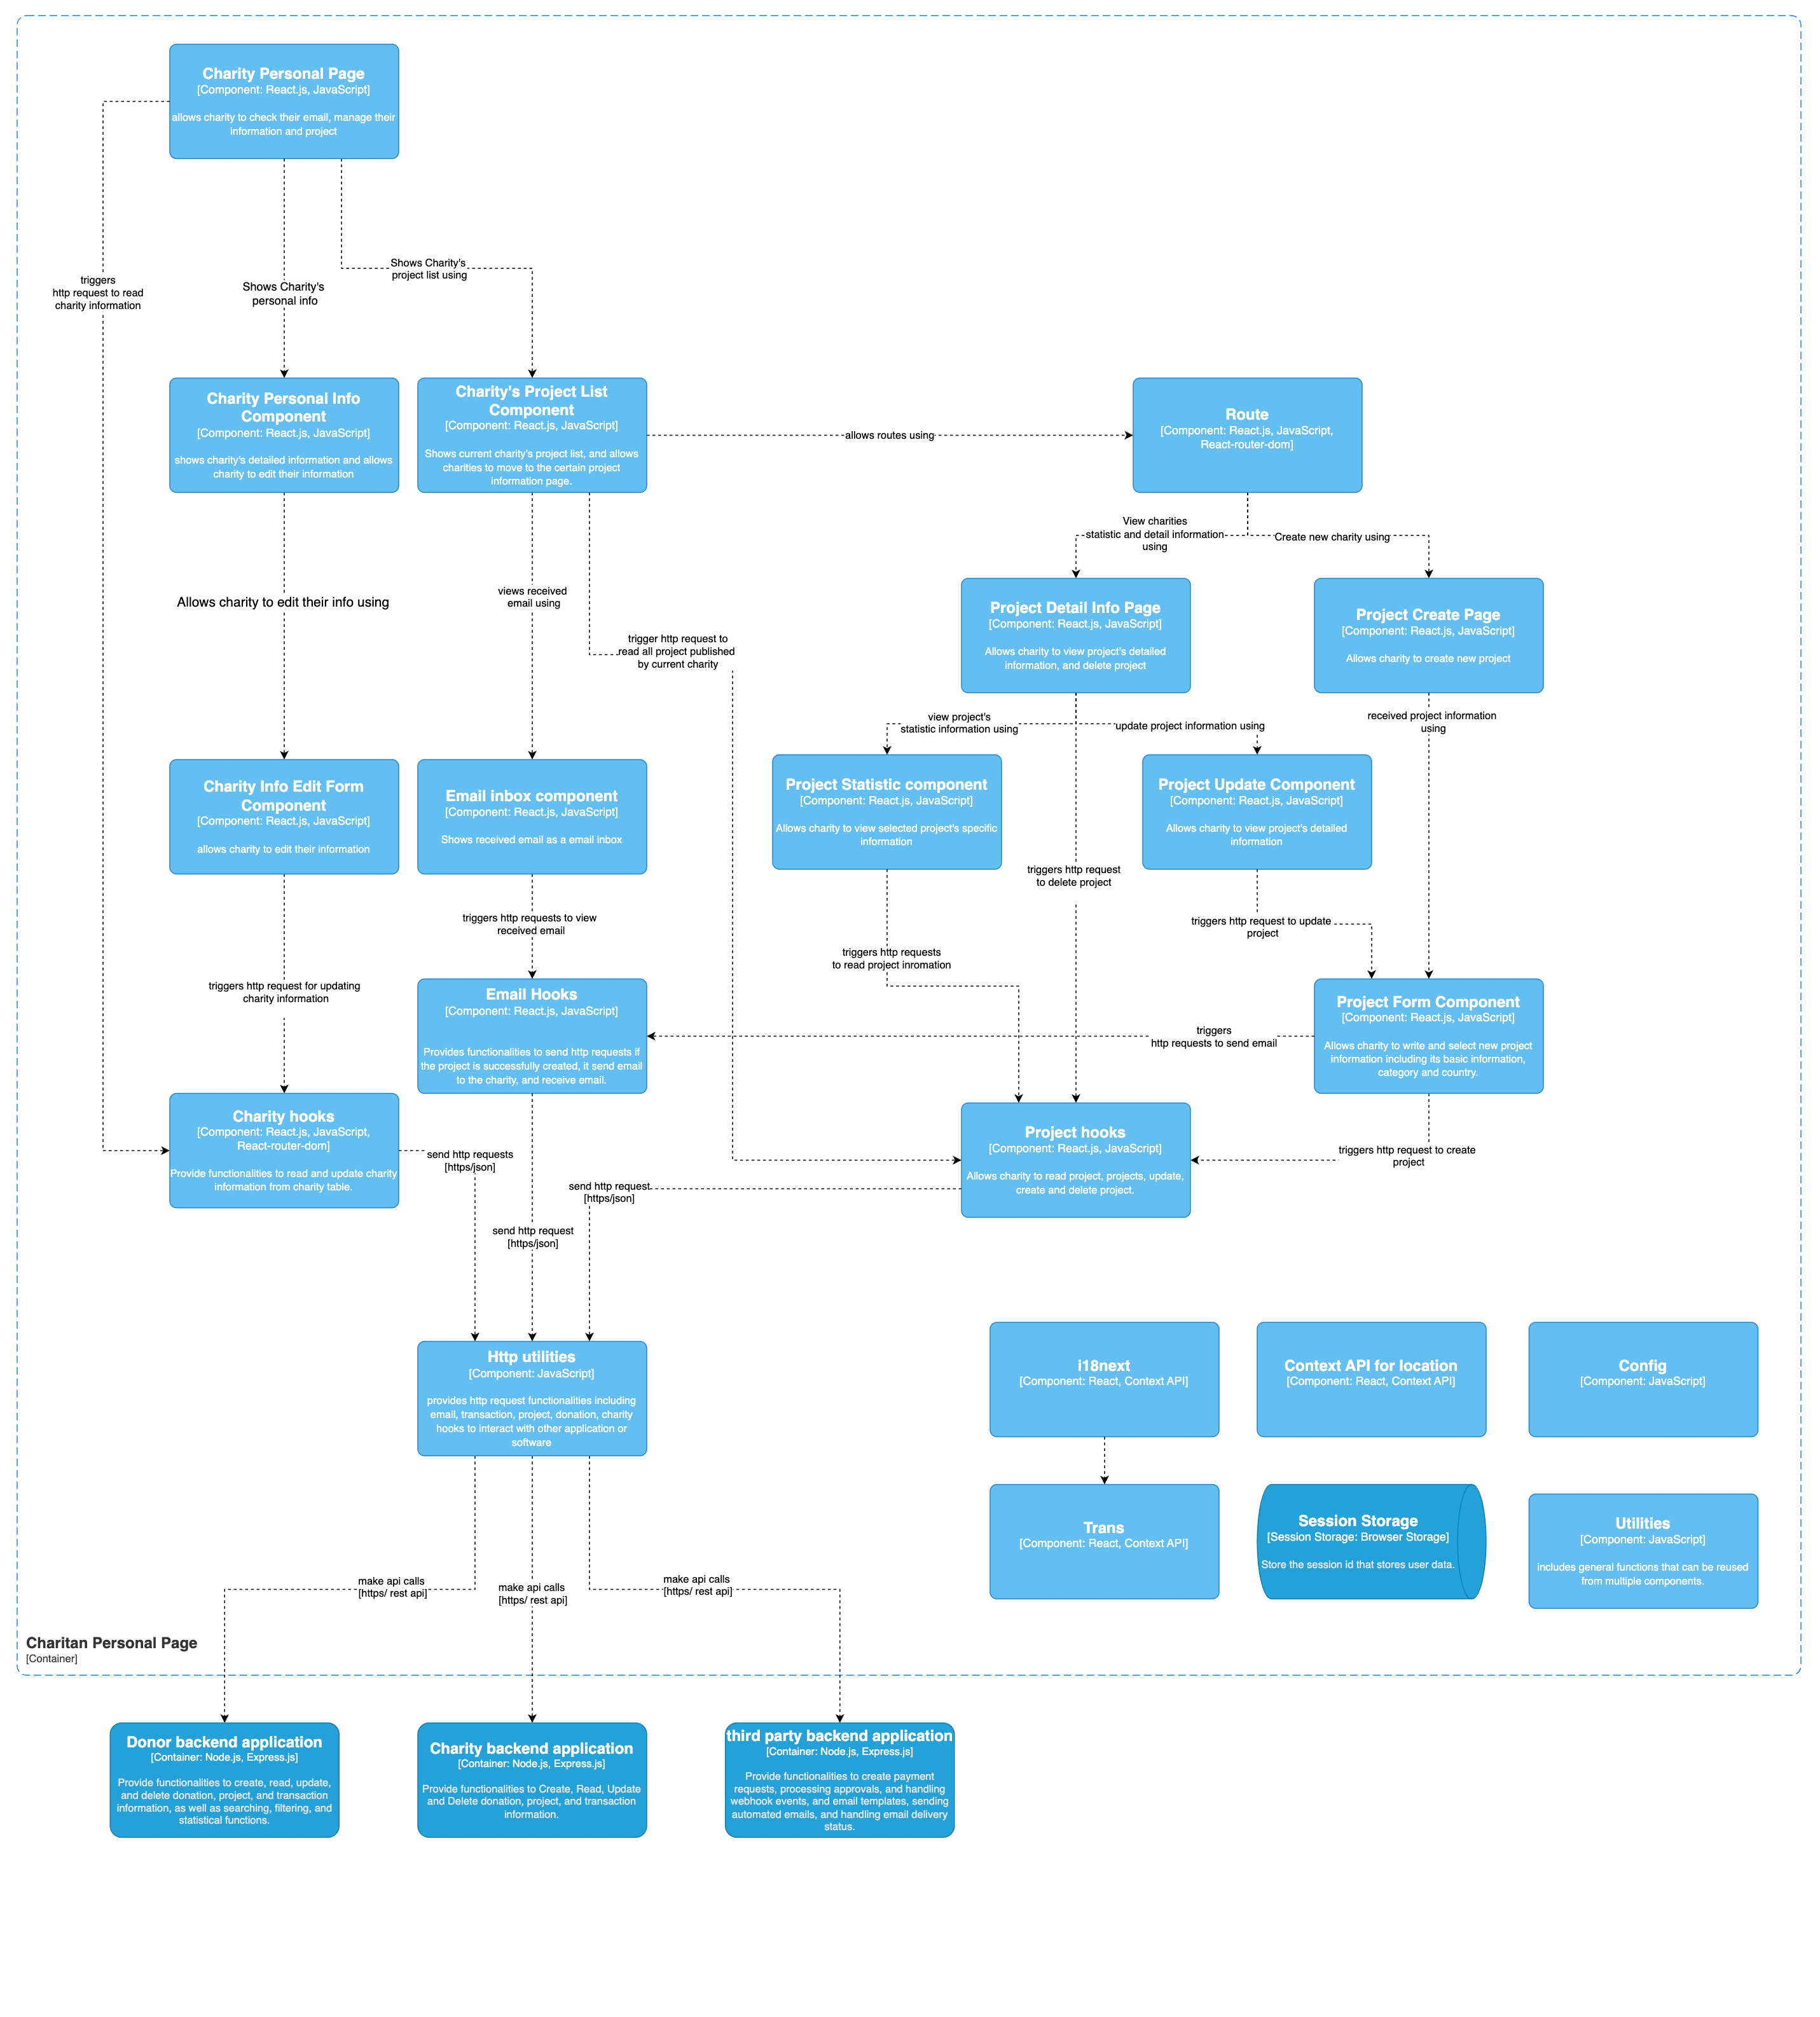 Charity Personal Page
[Component: React.js, JavaScript]
allows charity to check their email, manage their
information and project
triggers
http request to read
charity information
Shows Charity's
personal info
Shows Charity's
project list using
Charity Personal Info
Component
[Component: React.js, JavaScript]
shows charity's detailed information and allows
charity to edit their information
Charity's Project List
Component
[Component: React.js, JavaScript]
Shows current charity's project list, and allows
charities to move to the certain project
information page.
allows routes using
Route
[Component: React.js, JavaScript,
React-router-dom]
View charities
statistic and detail information
using
Create new charity using
Allows charity to edit their info using
views received
email using
trigger http request to
read all project published
by current charity
Project Detail Info Page
[Component: React.js, JavaScript]
Allows charity to view project's detailed
information, and delete project
Project Create Page
[Component: React.js, JavaScript]
Allows charity to create new project
view project's
statistic information using
update project information using
received project information
using
Charity Info Edit Form
Component
[Component: React.js, JavaScript]
allows charity to edit their information
Email inbox component
[Component: React.js, JavaScript]
Shows received email as a email inbox
Project Statistic component
[Component: React.js, JavaScript]
Allows charity to view selected project's specific
information
Project Update Component
[Component: React.js, JavaScript]
Allows charity to view project's detailed
information
triggers http request
to delete project
triggers http requests to view
received email
triggers http request to update
project
triggers http requests
to read project inromation
triggers http request for updating
charity information
Email Hooks
[Component: React.js, JavaScript]
Provides functionalities to send http requests if
the project is successfully created, it send email
to the charity, and receive email.
triggers
http requests to send email
Project Form Component
[Component: React.js, JavaScript]
Allows charity to write and select new project
information including its basic information,
category and country.
Charity hooks
[Component: React.js, JavaScript,
React-router-dom]
Provide functionalities to read and update charity
information from charity table.
send http requests
[https/json]
Project hooks
[Component: React.js, JavaScript]
Allows charity to read project, projects, update,
create and delete project.
triggers http request to create
project
send http request
[https/json]
send http request
[https/json]
Http utilities
[Component: JavaScript]
provides http request functionalities including
email, transaction, project, donation, charity
hooks to interact with other application or
software
i18next
[Component: React, Context API]
Context API for location
[Component: React, Context API]
Config
[Component: JavaScript]
Trans
[Component: React, Context API]
Session Storage
[Session Storage: Browser Storage]
Store the session id that stores user data.
Utilities
[Component: JavaScript]
includes general functions that can be reused
from multiple components.
make api calls
[https/ rest api]
make api calls
[https/ rest api]
make api calls
[https/ rest api]
Charitan Personal Page
[Container]
Donor backend application
[Container: Node.js, Express.js]
Provide functionalities to create, read, update,
and delete donation, project, and transaction
information, as well as searching, filtering, and
statistical functions.
Charity backend application
[Container: Node.js, Express.js]
Provide functionalities to Create, Read, Update
and Delete donation, project, and transaction
information.
third party backend application
[Container: Node.js, Express.js]
Provide functionalities to create payment
requests, processing approvals, and handling
webhook events, and email templates, sending
automated emails, and handling email delivery
status.